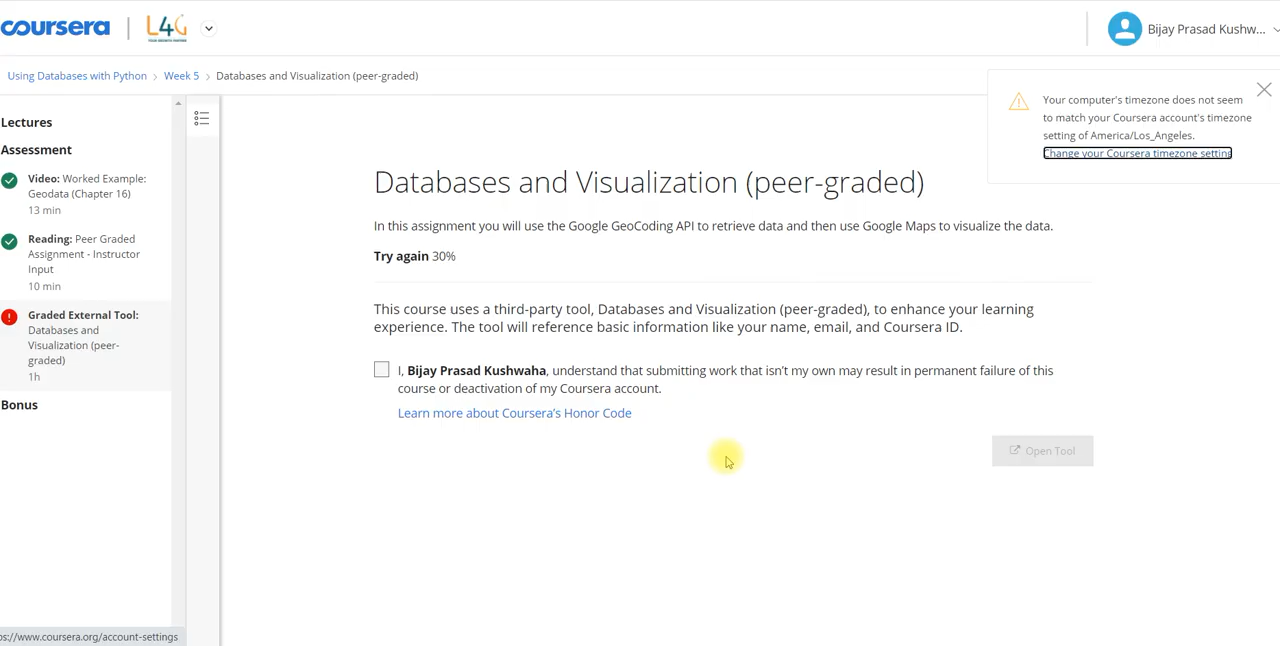 coursera
L4G
Bijay Prasad Kushw...
Using Databases with Python > Week 5 > Databases and Visualization (peer-graded)
Your computer's timezone does not seem
to match your Coursera account's timezone
setting of America/Los_Angeles.
Change your Coursera timezone setting
Lectures
Assessment
Video: Worked Example:
Geodata (Chapter 16)
13 min
Reading: Peer Graded
Assignment - Instructor
Input
10 min
Graded External Tool:
Databases and
Visualization (peer-
graded)
1h
Bonus
Databases and Visualization (peer-graded)
In this assignment you will use the Google GeoCoding API to retrieve data and then use Google Maps to visualize the data.
Try again 30%
This course uses a third-party tool, Databases and Visualization (peer-graded), to enhance your learning
experience. The tool will reference basic information like your name, email, and Coursera ID.
I, Bijay Prasad Kushwaha, understand that submitting work that isn't my own may result in permanent failure of this
course or deactivation of my Coursera account.
Learn more about Coursera's Honor Code
Open Tool
ps://www.coursera.org/account-settings